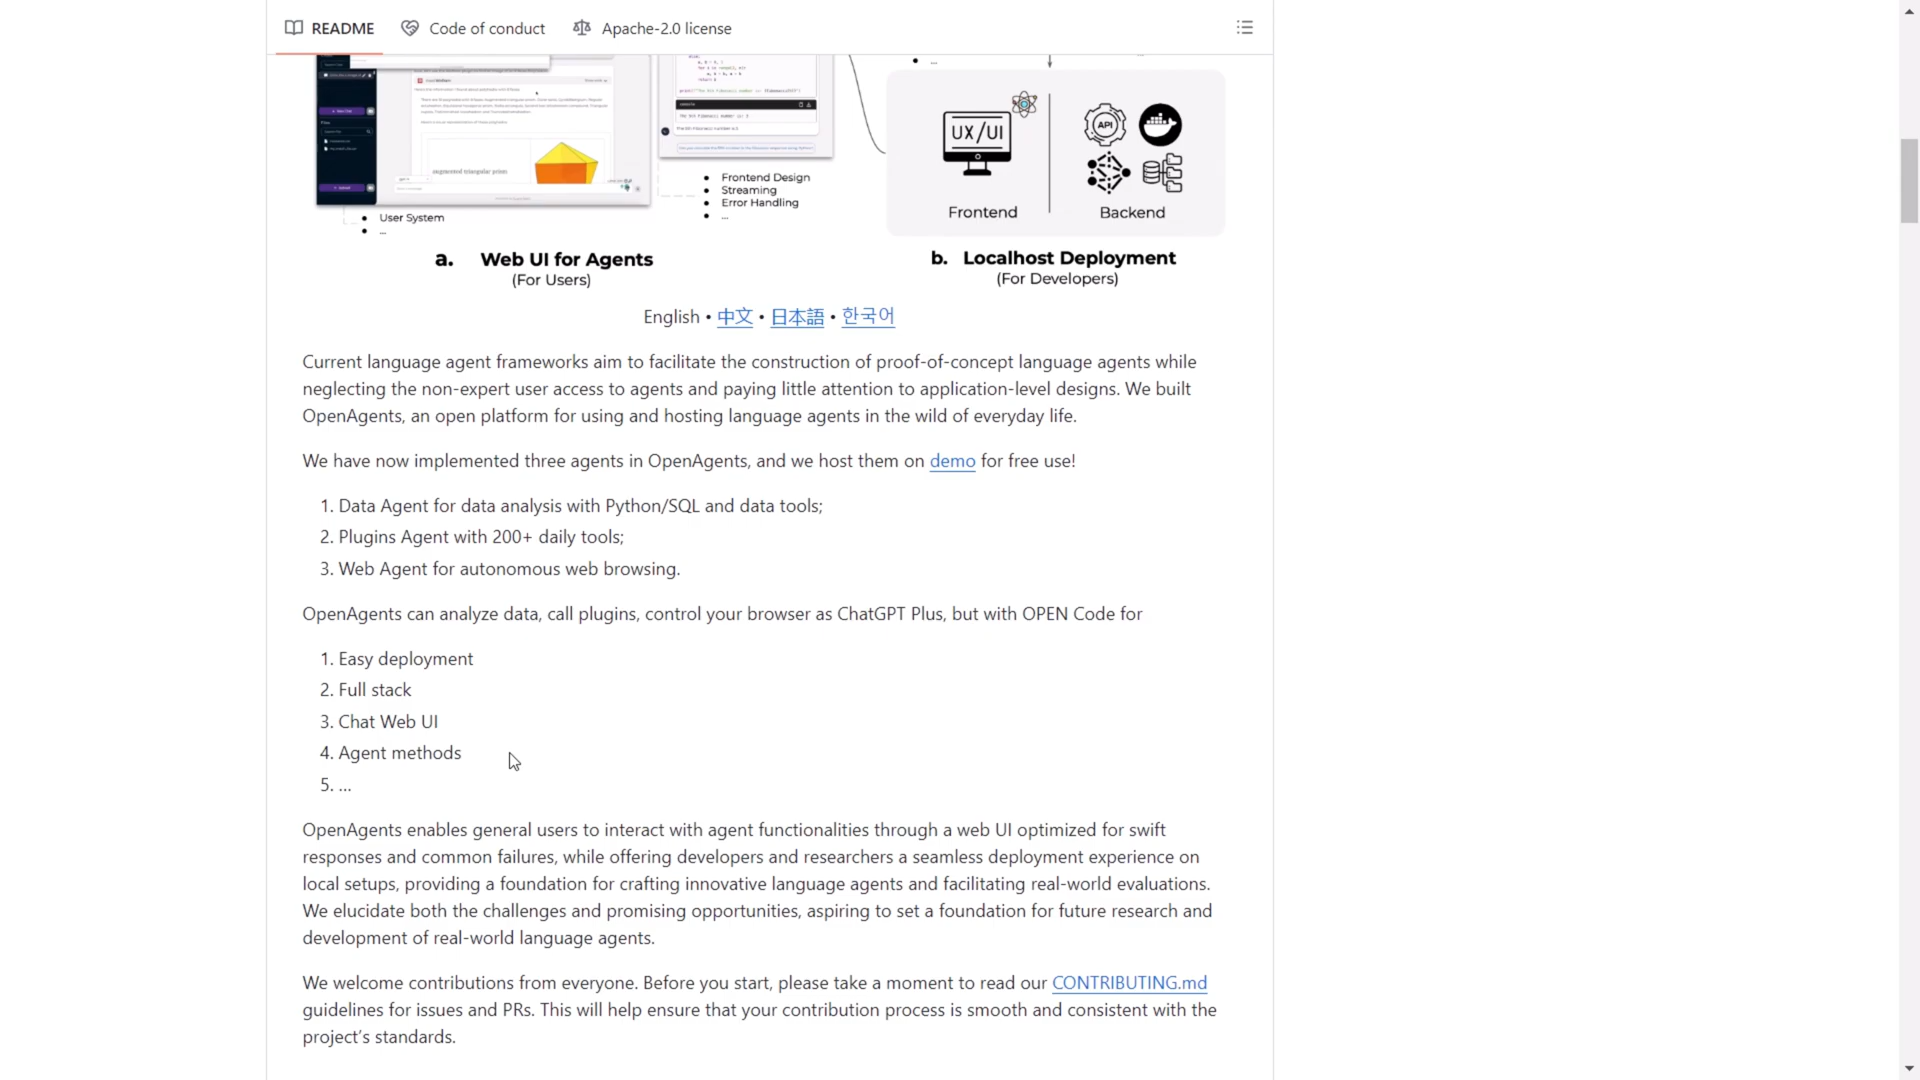 README
Code of conduct
Apache-2.0 license
augmented triangular prism
User System
...
Frontend Design
Streaming
Error Handling
...
...
UX/UI
API
Frontend
Backend
a. Web UI for Agents
(For Users)
b. Localhost Deployment
(For Developers)
English • 中文 • 日本語 • 한국어
Current language agent frameworks aim to facilitate the construction of proof-of-concept language agents while
neglecting the non-expert user access to agents and paying little attention to application-level designs. We built
OpenAgents, an open platform for using and hosting language agents in the wild of everyday life.
We have now implemented three agents in OpenAgents, and we host them on demo for free use!
1. Data Agent for data analysis with Python/SQL and data tools;
2. Plugins Agent with 200+ daily tools;
3. Web Agent for autonomous web browsing.
OpenAgents can analyze data, call plugins, control your browser as ChatGPT Plus, but with OPEN Code for
1. Easy deployment
2. Full stack
3. Chat Web UI
4. Agent methods
5. ...
OpenAgents enables general users to interact with agent functionalities through a web UI optimized for swift
responses and common failures, while offering developers and researchers a seamless deployment experience on
local setups, providing a foundation for crafting innovative language agents and facilitating real-world evaluations.
We elucidate both the challenges and promising opportunities, aspiring to set a foundation for future research and
development of real-world language agents.
We welcome contributions from everyone. Before you start, please take a moment to read our CONTRIBUTING.md
guidelines for issues and PRs. This will help ensure that your contribution process is smooth and consistent with the
project's standards.